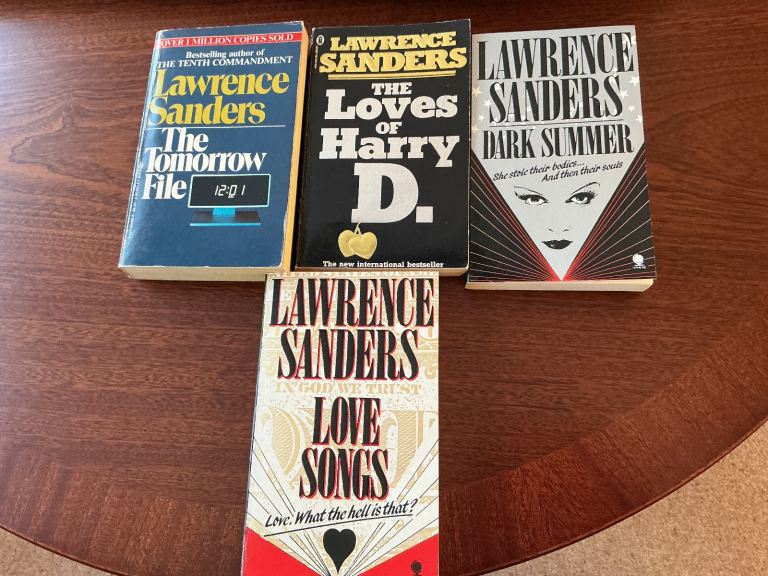 OVER 1 MILLION COPIES SOLD
Bestselling author of
THE TENTH COMMANDMENT
Lawrence
Sanders
The
Tomorrow
File
12:01
LAWRENCE
SANDERS
THE
Loves
OF
Harry
D.
The new international bestseller
LAWRENCE
SANDERS
DARK SUMMER
She stole their bodies...
And then their souls
LAWRENCE
SANDERS
IN GOD WE TRUST
LOVE
SONGS
Love. What the hell is that?